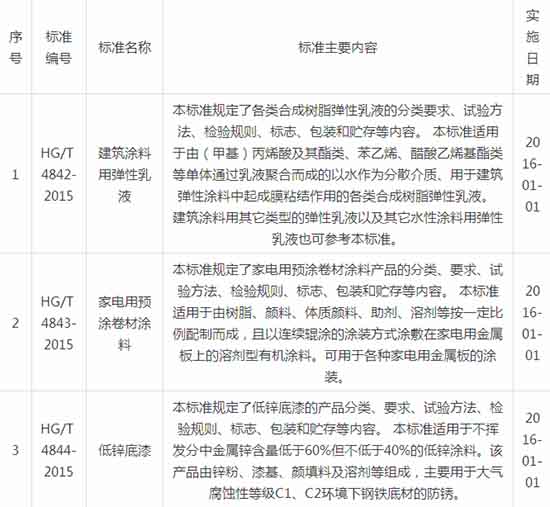 序号
标准编号
标准名称
标准主要内容
实施日期
1
HG/T
4842-
2015
建筑涂料
用弹性乳
液
本标准规定了各类合成树脂弹性乳液的分类要求、试验方
法、检验规则、标志、包装和贮存等内容。 本标准适用
于由（甲基）丙烯酸及其酯类、苯乙烯、醋酸乙烯基酯类
等单体通过乳液聚合而成的以水作为分散介质、用于建筑
弹性涂料中起成膜粘结作用的各类合成树脂弹性乳液。
建筑涂料用其它类型的弹性乳液以及其它水性涂料用弹性
乳液也可参考本标准。
20
16-
01-
01
2
HG/T
4843-
2015
家电用预
涂卷材涂
料
本标准规定了家电用预涂卷材涂料产品的分类、要求、试
验方法、检验规则、标志、包装和贮存等内容。 本标准
适用于由树脂、颜料、体质颜料、助剂、溶剂等按一定比
例配制而成，且以连续辊涂的涂装方式涂敷在家电用金属
板上的溶剂型有机涂料。可用于各种家电用金属板的涂
装。
20
16-
01-
01
3
HG/T
4844-
2015
低锌底漆
本标准规定了低锌底漆的产品分类、要求、试验方法、检
验规则、标志、包装和贮存等内容。 本标准适用于不挥
发分中金属锌含量低于60%但不低于40%的低锌涂料。该
产品由锌粉、漆基、颜填料及溶剂等组成，主要用于大气
腐蚀性等级C1、C2环境下钢铁底材的防锈。
20
16-
01-
01